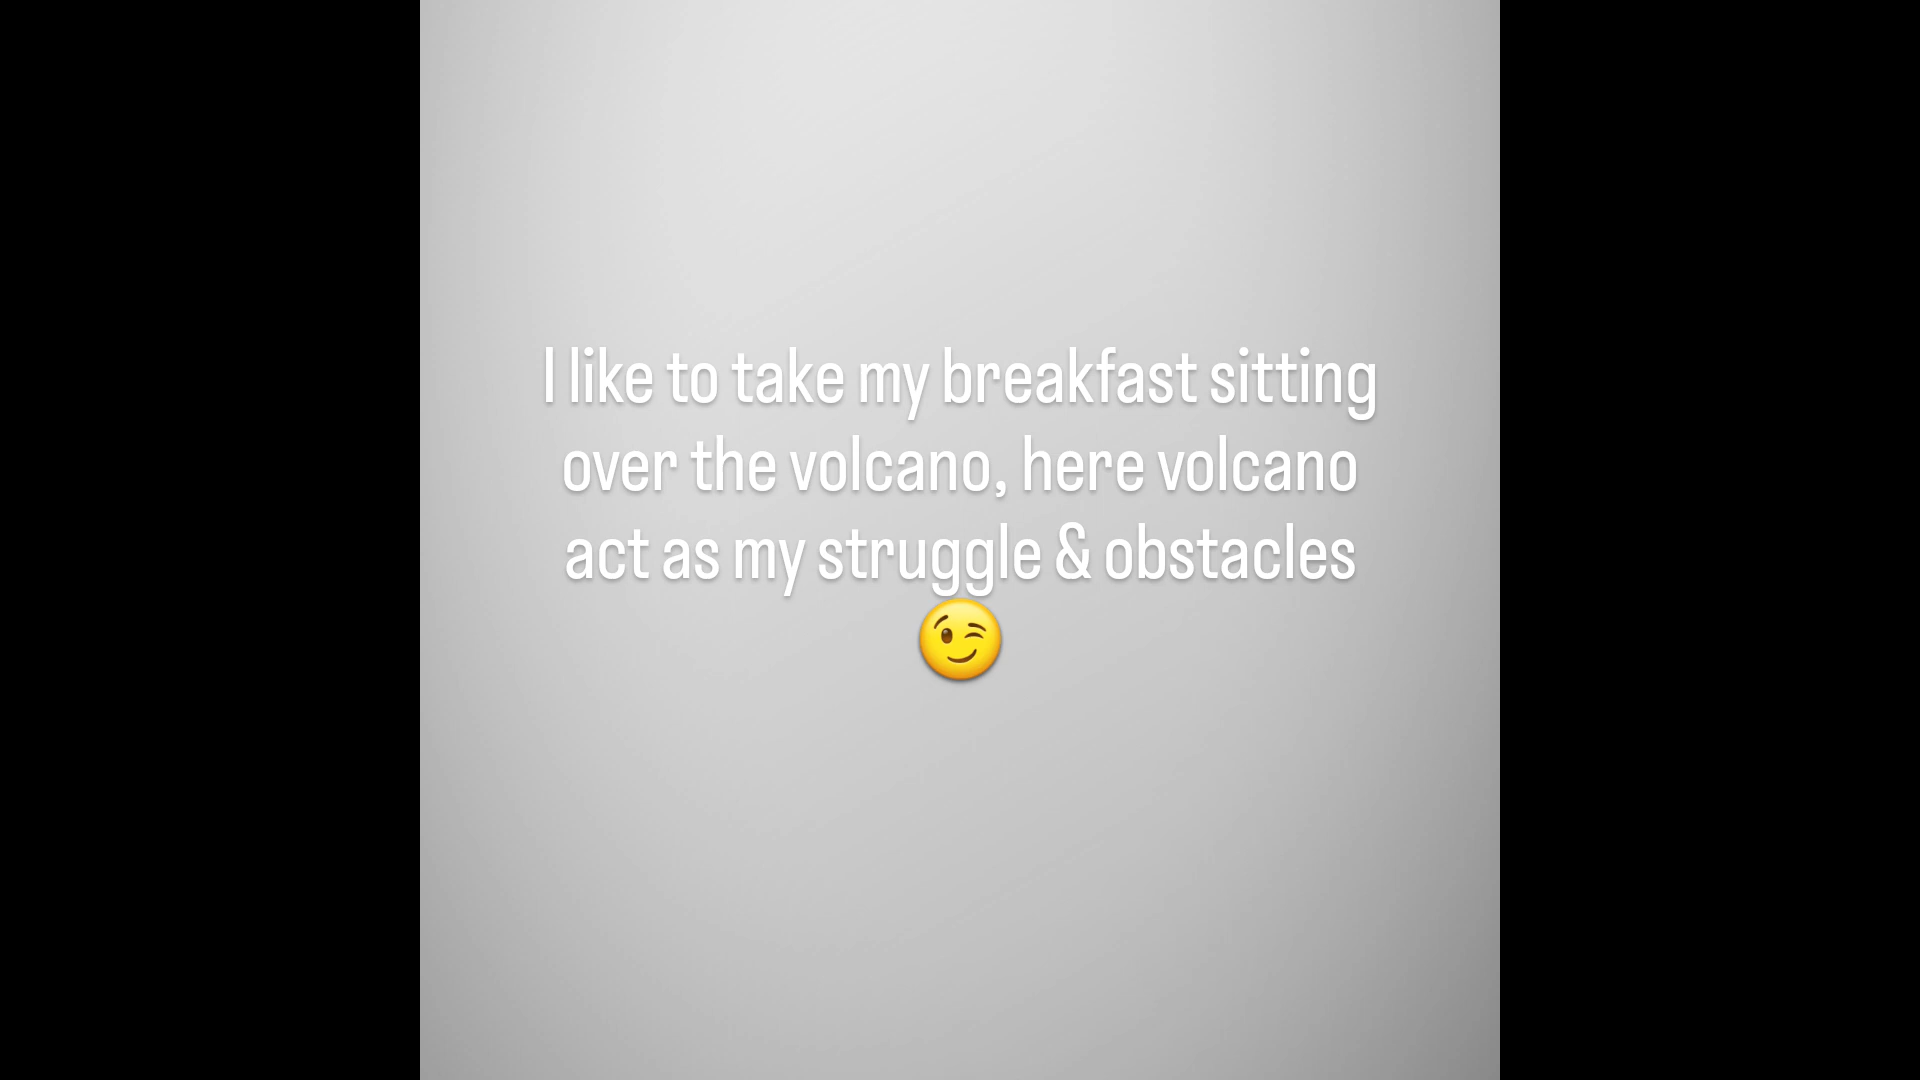 I like to take my breakfast sitting
over the volcano, here volcano
act as my struggle & obstacles
😉